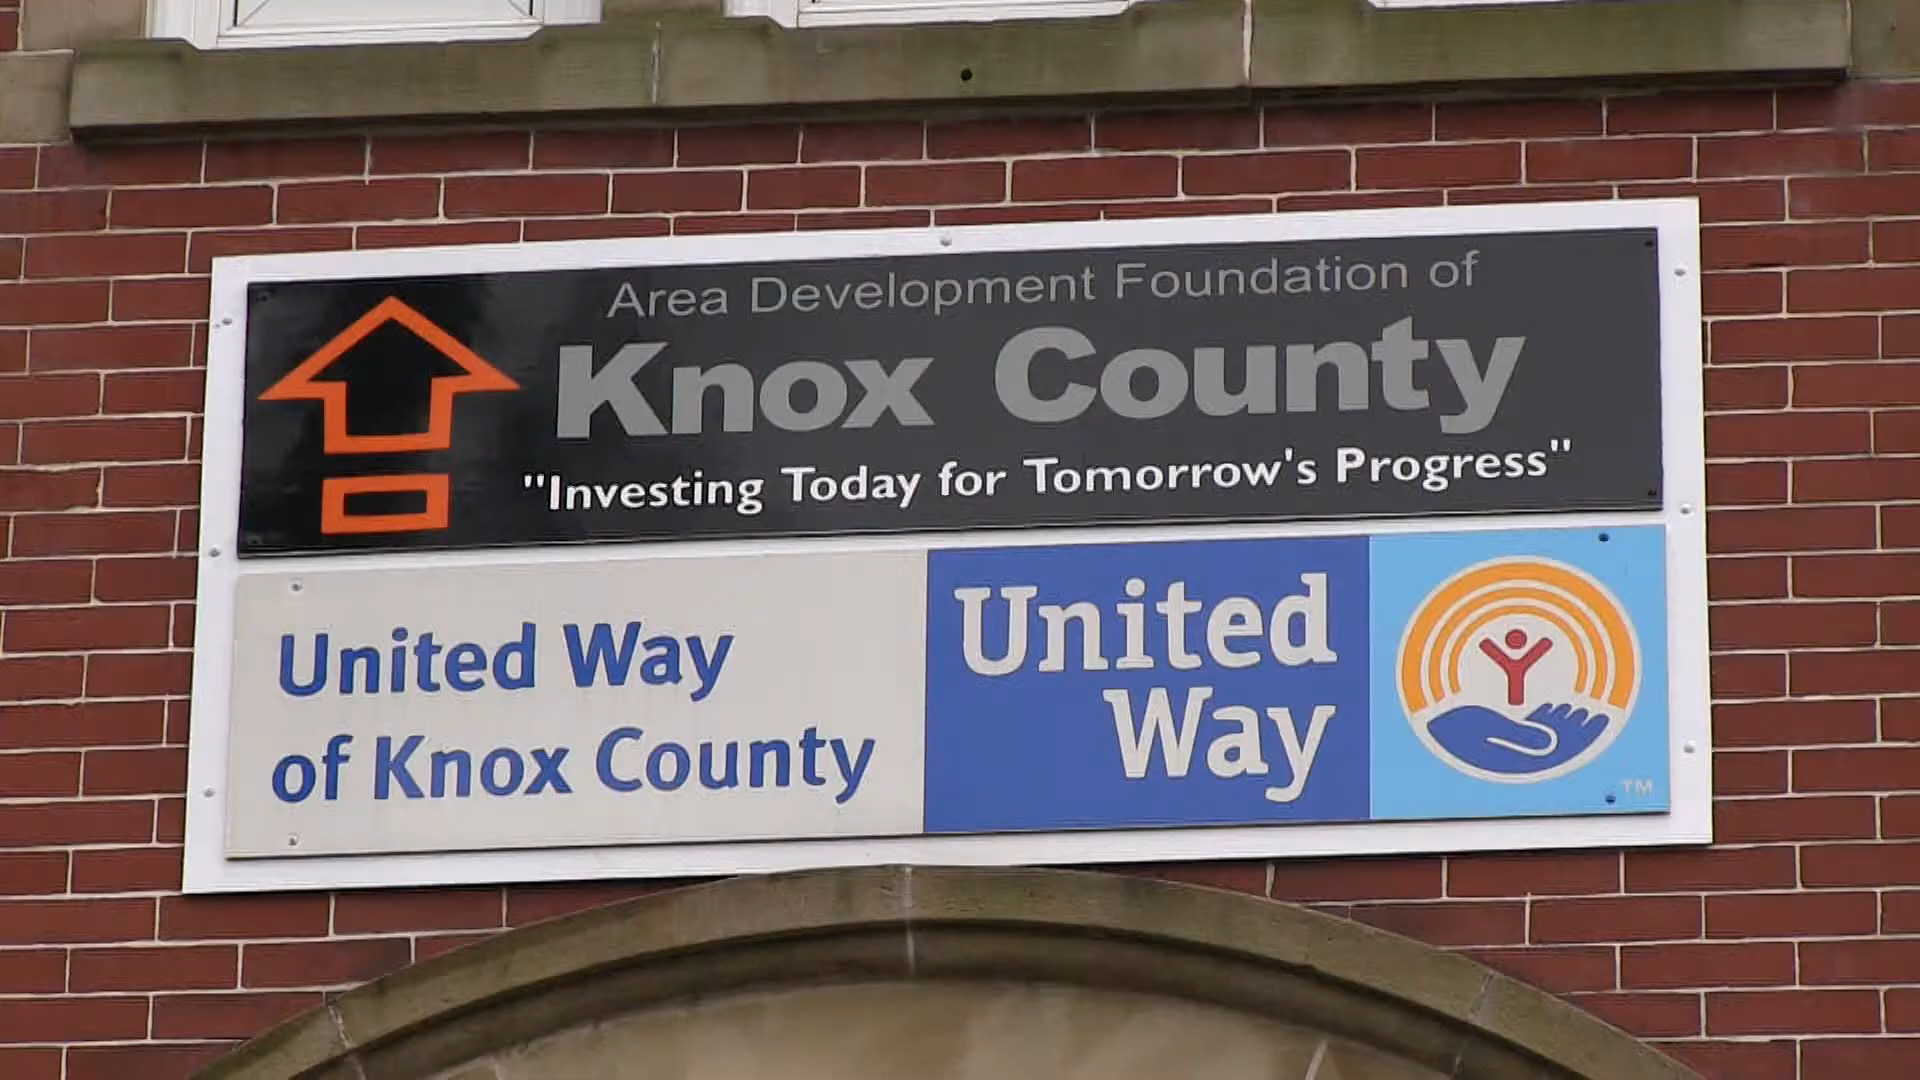 Area Development Foundation of
Knox County
"Investing Today for Tomorrow's Progress"
United Way
of Knox County
United
Way
TM